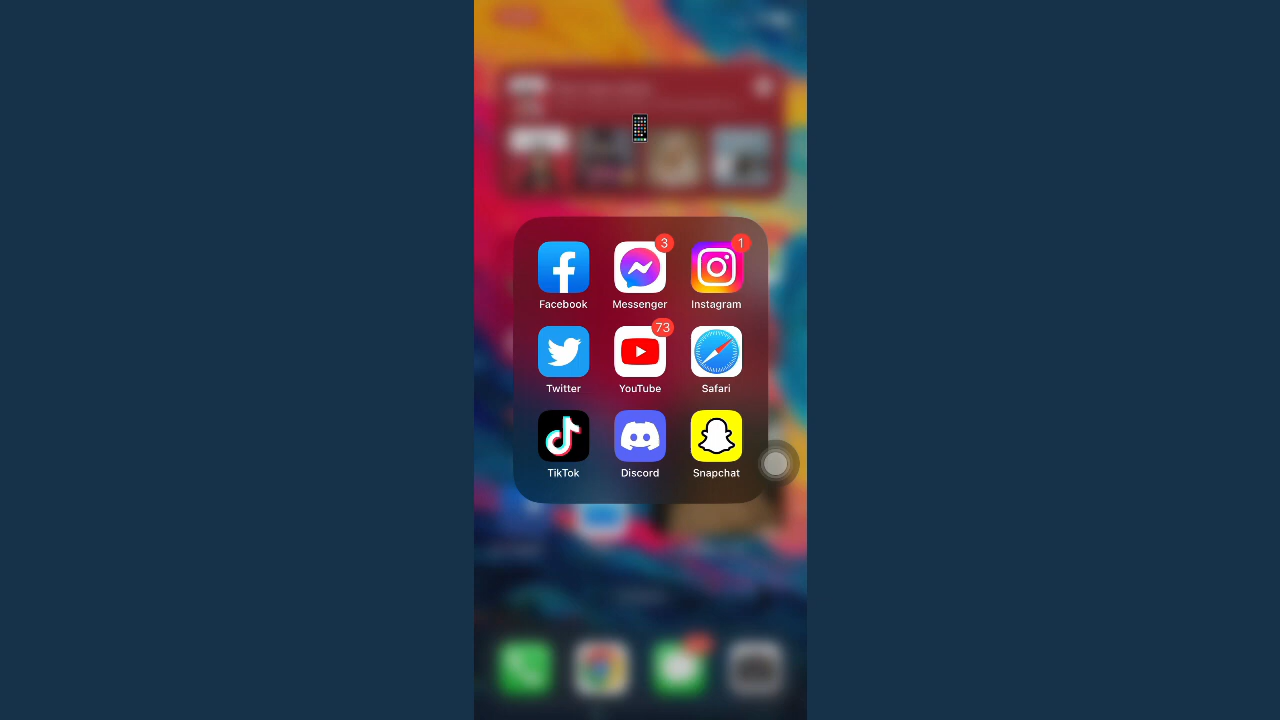 3
1
Facebook Messenger Instagram
73
Twitter YouTube Safari
TikTok Discord Snapchat